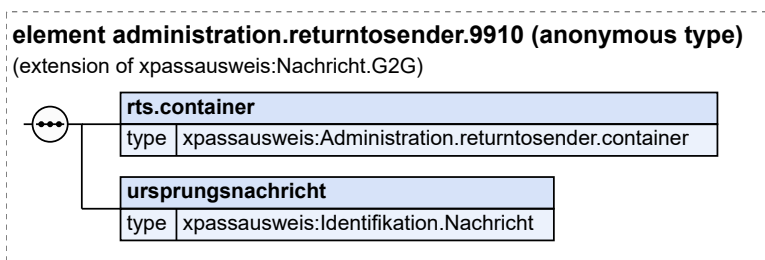 element administration.returntosender.9910 (anonymous type)
(extension of xpassausweis:Nachricht.G2G)
rts.container
type xpassausweis:Administration.returntosender.container
ursprungsnachricht
type xpassausweis:Identifikation.Nachricht